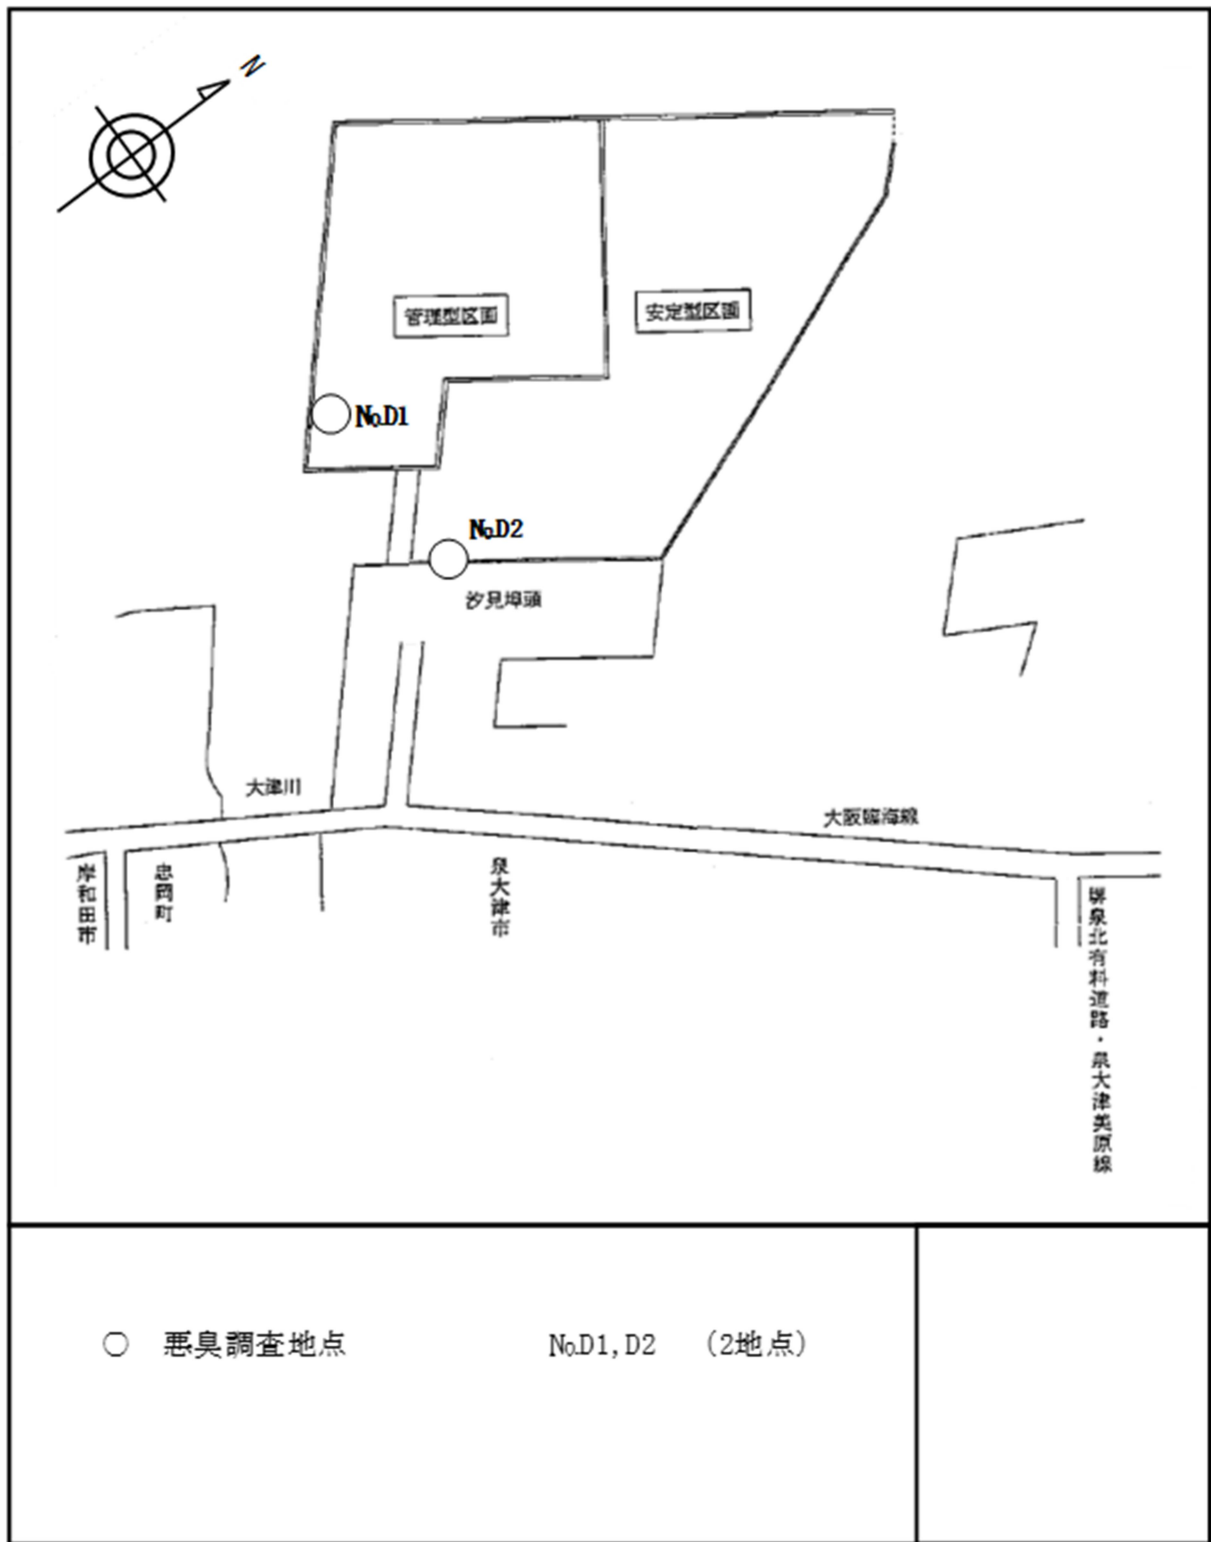 N
管理型区画
安定型区画
No.D1
No.D2
汐見埠頭
大津川
大阪臨海線
岸和田市
忠岡町
泉大津市
堺泉北有料道路・泉大津美原線
○ 悪臭調査地点 No.D1,D2 (2地点)